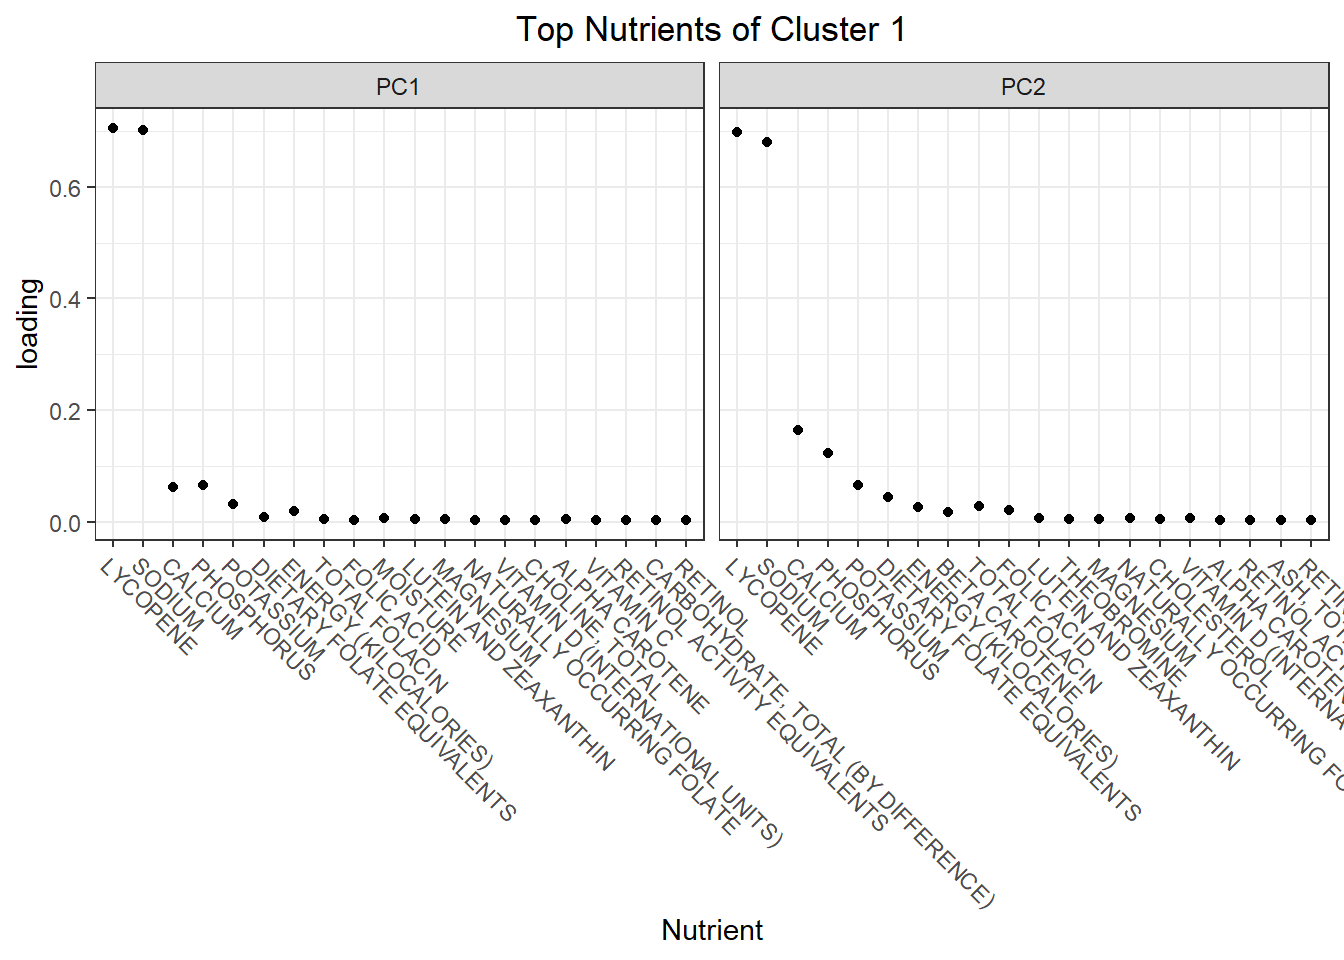 Top Nutrients of Cluster 1
PC1
PC2
loading
0.6
0.4
0.2
0.0
LYCOPENE
SODIUM
CALCIUM
PHOSPHORUS
POTASSIUM
DIETARY FOLATE EQUIVALENTS
ENERGY (KILOCALORIES)
TOTAL FOLACIN
FOLIC ACID
MOISTURE
LUTEIN AND ZEAXANTHIN
MAGNESIUM
NATURALLY OCCURRING FOLATE
VITAMIN D (INTERNATIONAL UNITS)
CHOLINE, TOTAL
ALPHA CAROTENE
VITAMIN C
RETINOL ACTIVITY EQUIVALENTS
CARBOHYDRATE, TOTAL (BY DIFFERENCE)
RETINOL
LYCOPENE
SODIUM
CALCIUM
PHOSPHORUS
POTASSIUM
DIETARY FOLATE EQUIVALENTS
ENERGY (KILOCALORIES)
BETA CAROTENE
TOTAL FOLACIN
FOLIC ACID
LUTEIN AND ZEAXANTHIN
THEOBROMINE
MAGNESIUM
NATURALLY OCCURRING
CHOLESTEROL
VITAMIN D
ALPHA
RETINOL
ASH,
Nutrient